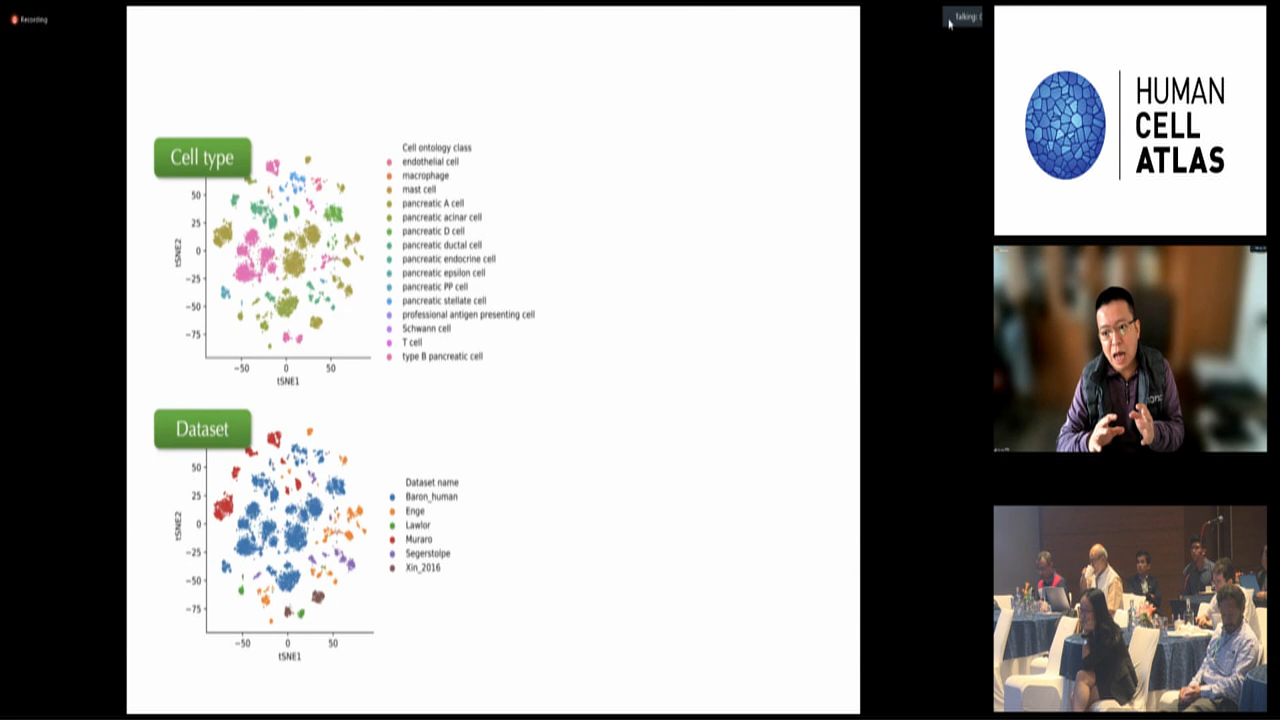 Recording
Talking:
Cell type
50
25
0
−25
−50
−75
tSNE2
−50
0
50
tSNE1
Cell ontology class
endothelial cell
macrophage
mast cell
pancreatic A cell
pancreatic acinar cell
pancreatic D cell
pancreatic ductal cell
pancreatic endocrine cell
pancreatic epsilon cell
pancreatic PP cell
pancreatic stellate cell
professional antigen presenting cell
Schwann cell
T cell
type B pancreatic cell
Dataset
50
25
0
−25
−50
−75
tSNE2
−50
0
50
tSNE1
Dataset name
Baron_human
Enge
Lawlor
Muraro
Segerstolpe
Xin_2016
HUMAN
CELL
ATLAS